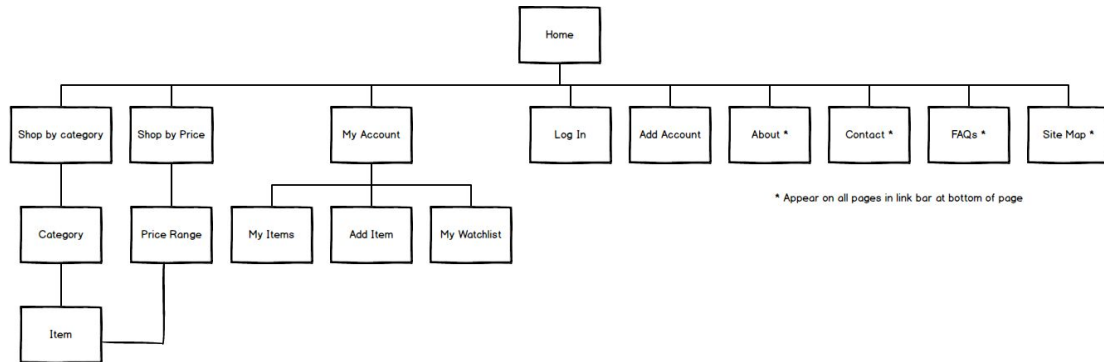 Home
Shop by category
Shop by Price
My Account
Log In
Add Account
About *
Contact *
FAQs *
Site Map *
* Appear on all pages in link bar at bottom of page
Category
Price Range
My Items
Add Item
My Watchlist
Item